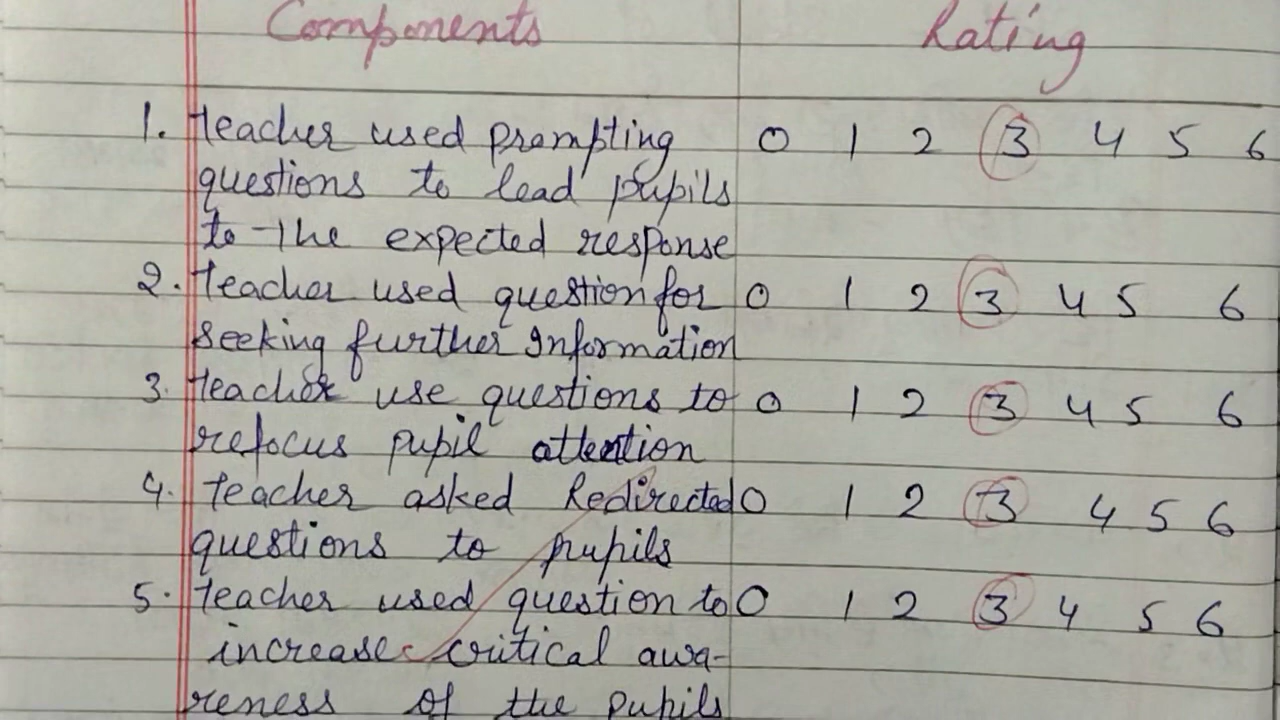 Components Rating
1. teacher used prompting 0 1 2 3 4 5 6
questions to lead pupils
to the expected response
2. teacher used question for 0 1 2 3 4 5 6
seeking further Information
3. teacher use questions to 0 1 2 3 4 5 6
refocus pupil attention
4. teacher asked Redirected 0 1 2 3 4 5 6
questions to pupils
5. teacher used question to 0 1 2 3 4 5 6
increase critical awa-
reness of the pupils